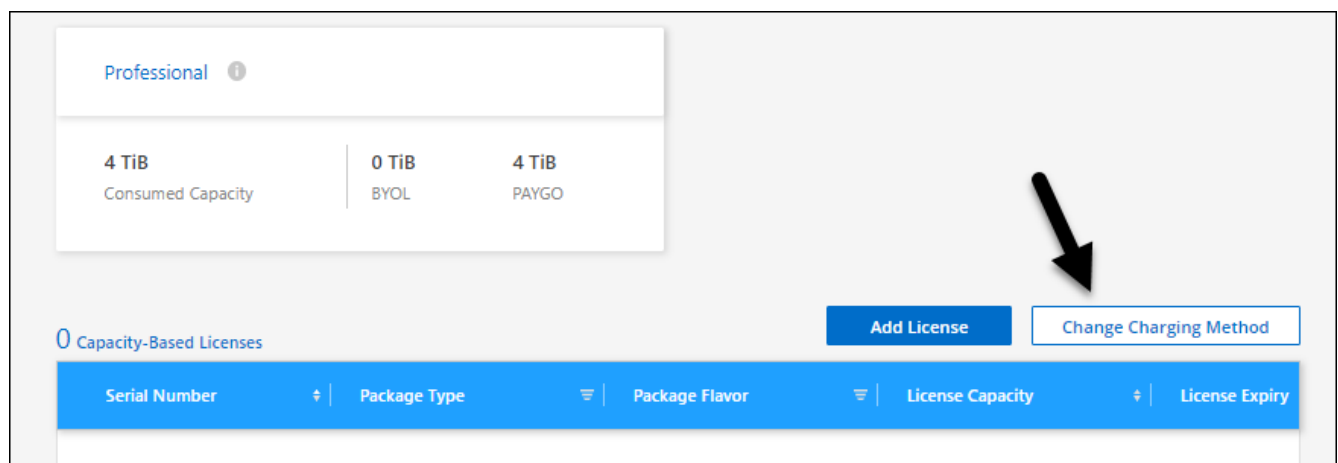 Professional
4 TiB 0 TiB 4 TiB
Consumed Capacity BYOL PAYGO
Add License Change Charging Method
0 Capacity-Based Licenses
Serial Number Package Type Package Flavor License Capacity License Expiry